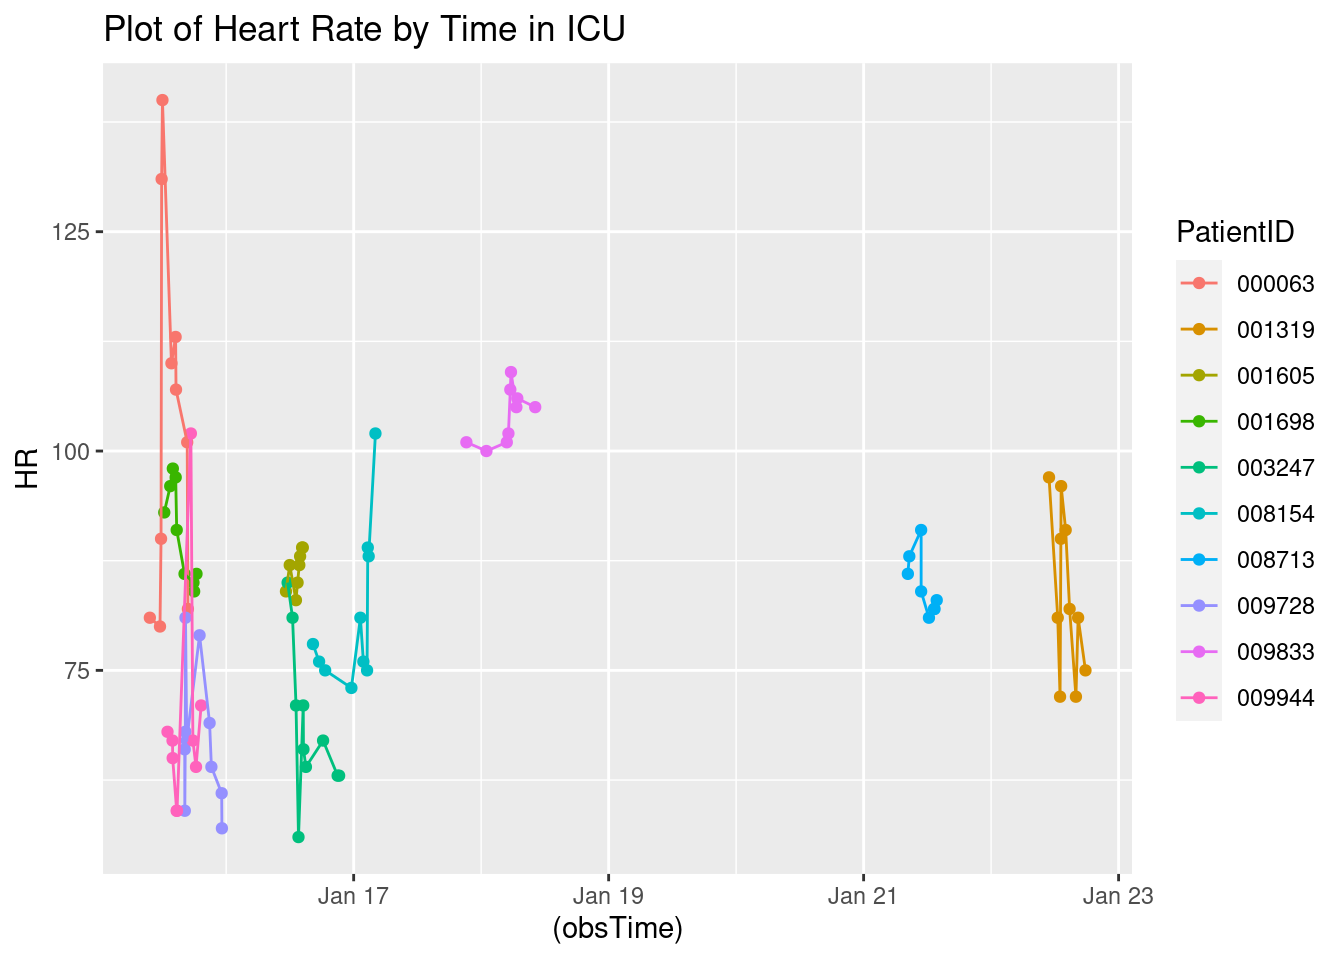 Plot of Heart Rate by Time in ICU
HR
125
100
75
Jan 17
Jan 19
Jan 21
Jan 23
(obsTime)
PatientID
000063
001319
001605
001698
003247
008154
008713
009728
009833
009944